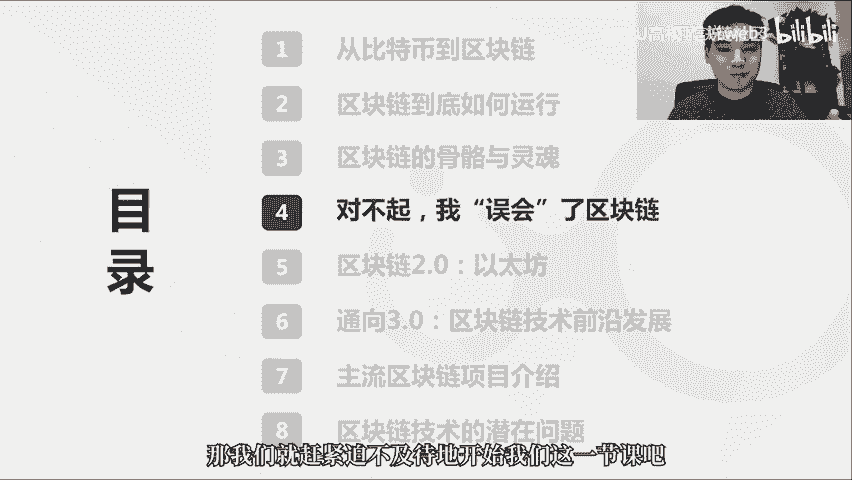 bilibili
目录
1 从比特币到区块链
2 区块链到底如何运行
3 区块链的骨骼与灵魂
4 对不起，我“误会”了区块链
5 区块链2.0：以太坊
6 通向3.0：区块链技术前沿发展
7 主流区块链项目介绍
8 区块链技术的潜在问题
那我们就赶紧迫不及待地开始我们这一节课吧